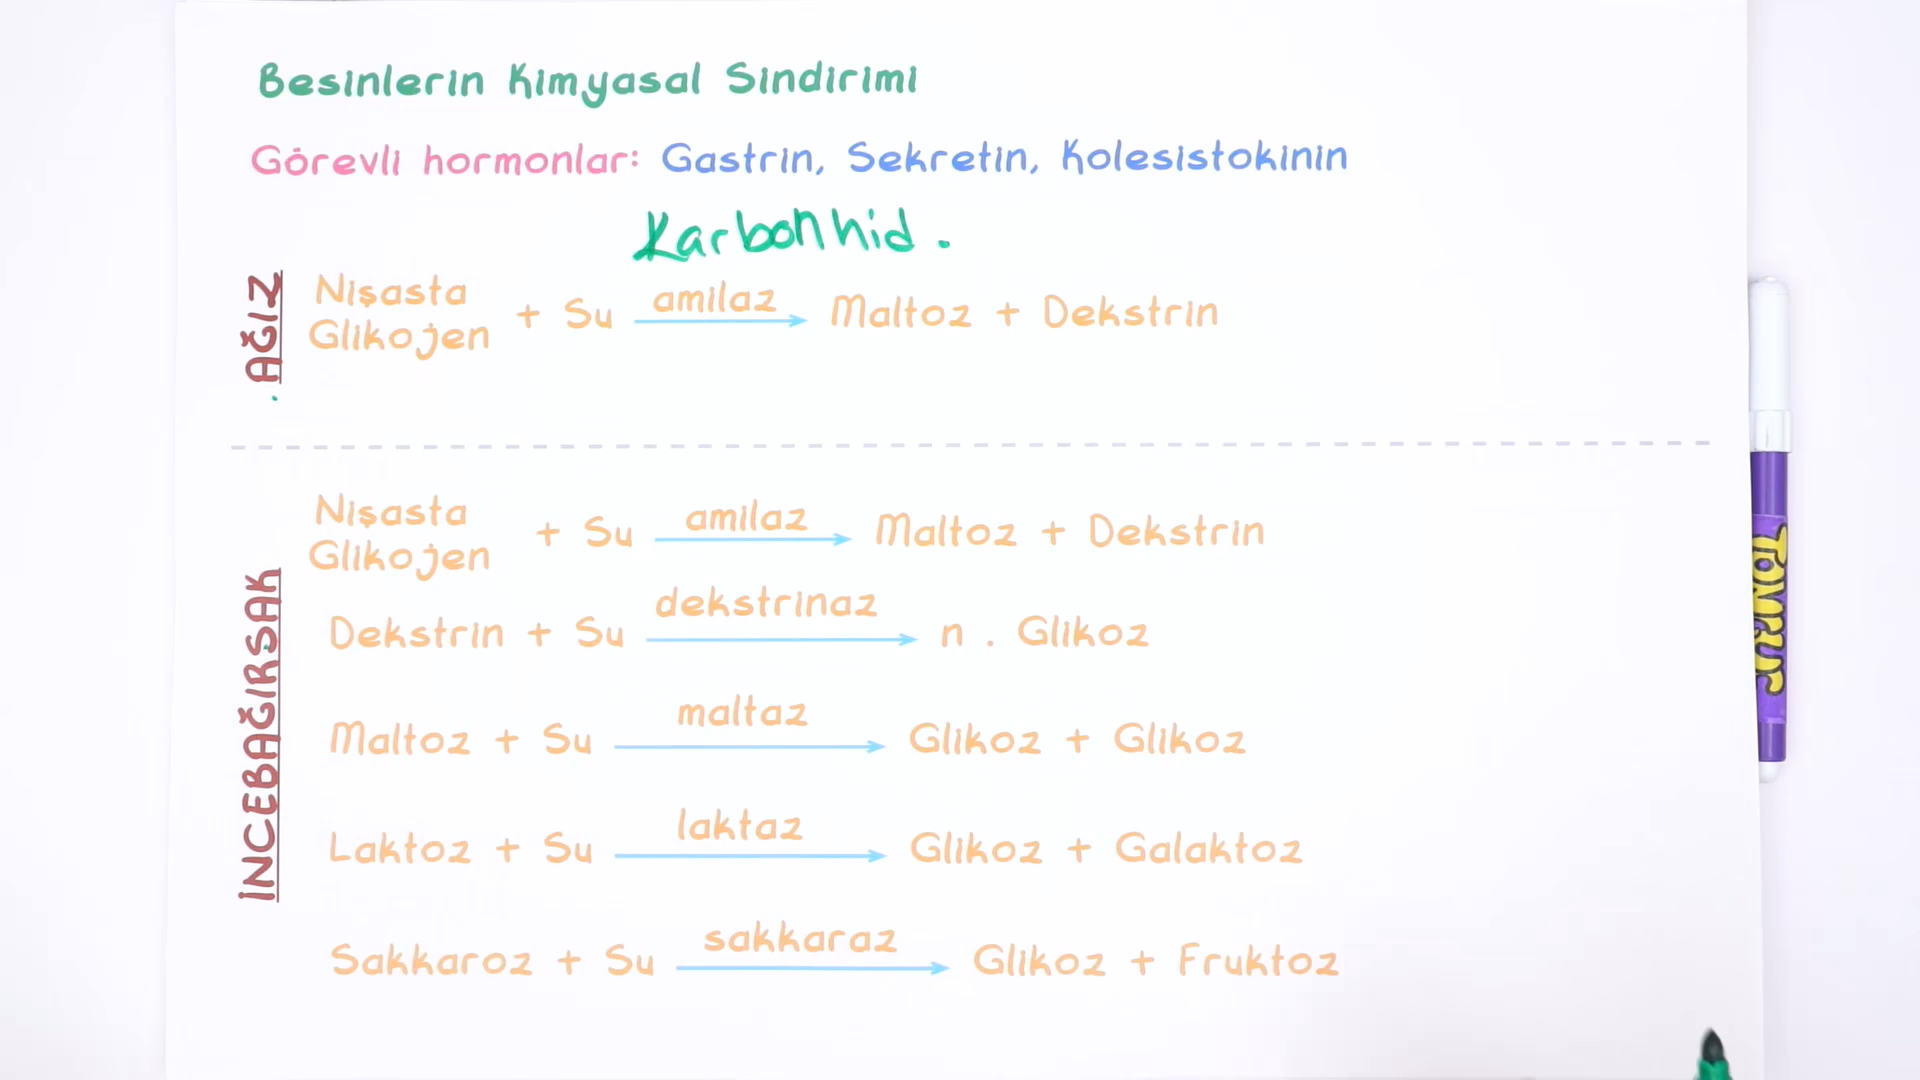 Besinlerin Kimyasal Sindirimi
Görevli hormonlar: Gastrin, Sekretin, Kolesistokinin
Karbonhid.
AĞIZ
Nişasta
Glikojen + Su amilaz Maltoz + Dekstrin
İNCEBAĞIRSAK
Nişasta
Glikojen + Su amilaz Maltoz + Dekstrin
Dekstrin + Su dekstrinaz n . Glikoz
Maltoz + Su maltaz Glikoz + Glikoz
Laktoz + Su laktaz Glikoz + Galaktoz
Sakkaroz + Su sakkaraz Glikoz + Fruktoz
TOMBUL